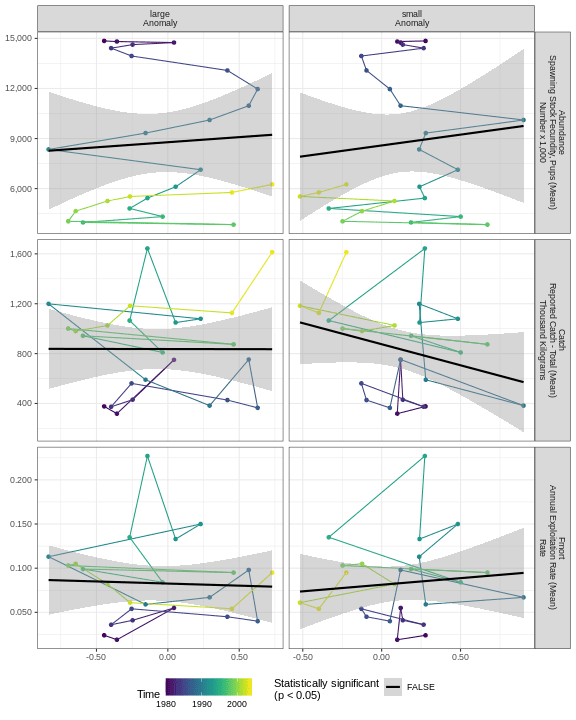 large
Anomaly
small
Anomaly
15,000
12,000
9,000
6,000
Abundance
Spawning Stock Fecundity, Pups (Mean)
Number x 1,000
1,600
1,200
800
400
Catch
Reported Catch - Total (Mean)
Thousand Kilograms
0.200
0.150
0.100
0.050
Fmort
Annual Exploitation Rate (Mean)
Rate
-0.50
0.00
0.50
-0.50
0.00
0.50
Time
1980
1990
2000
Statistically significant
(p < 0.05)
FALSE